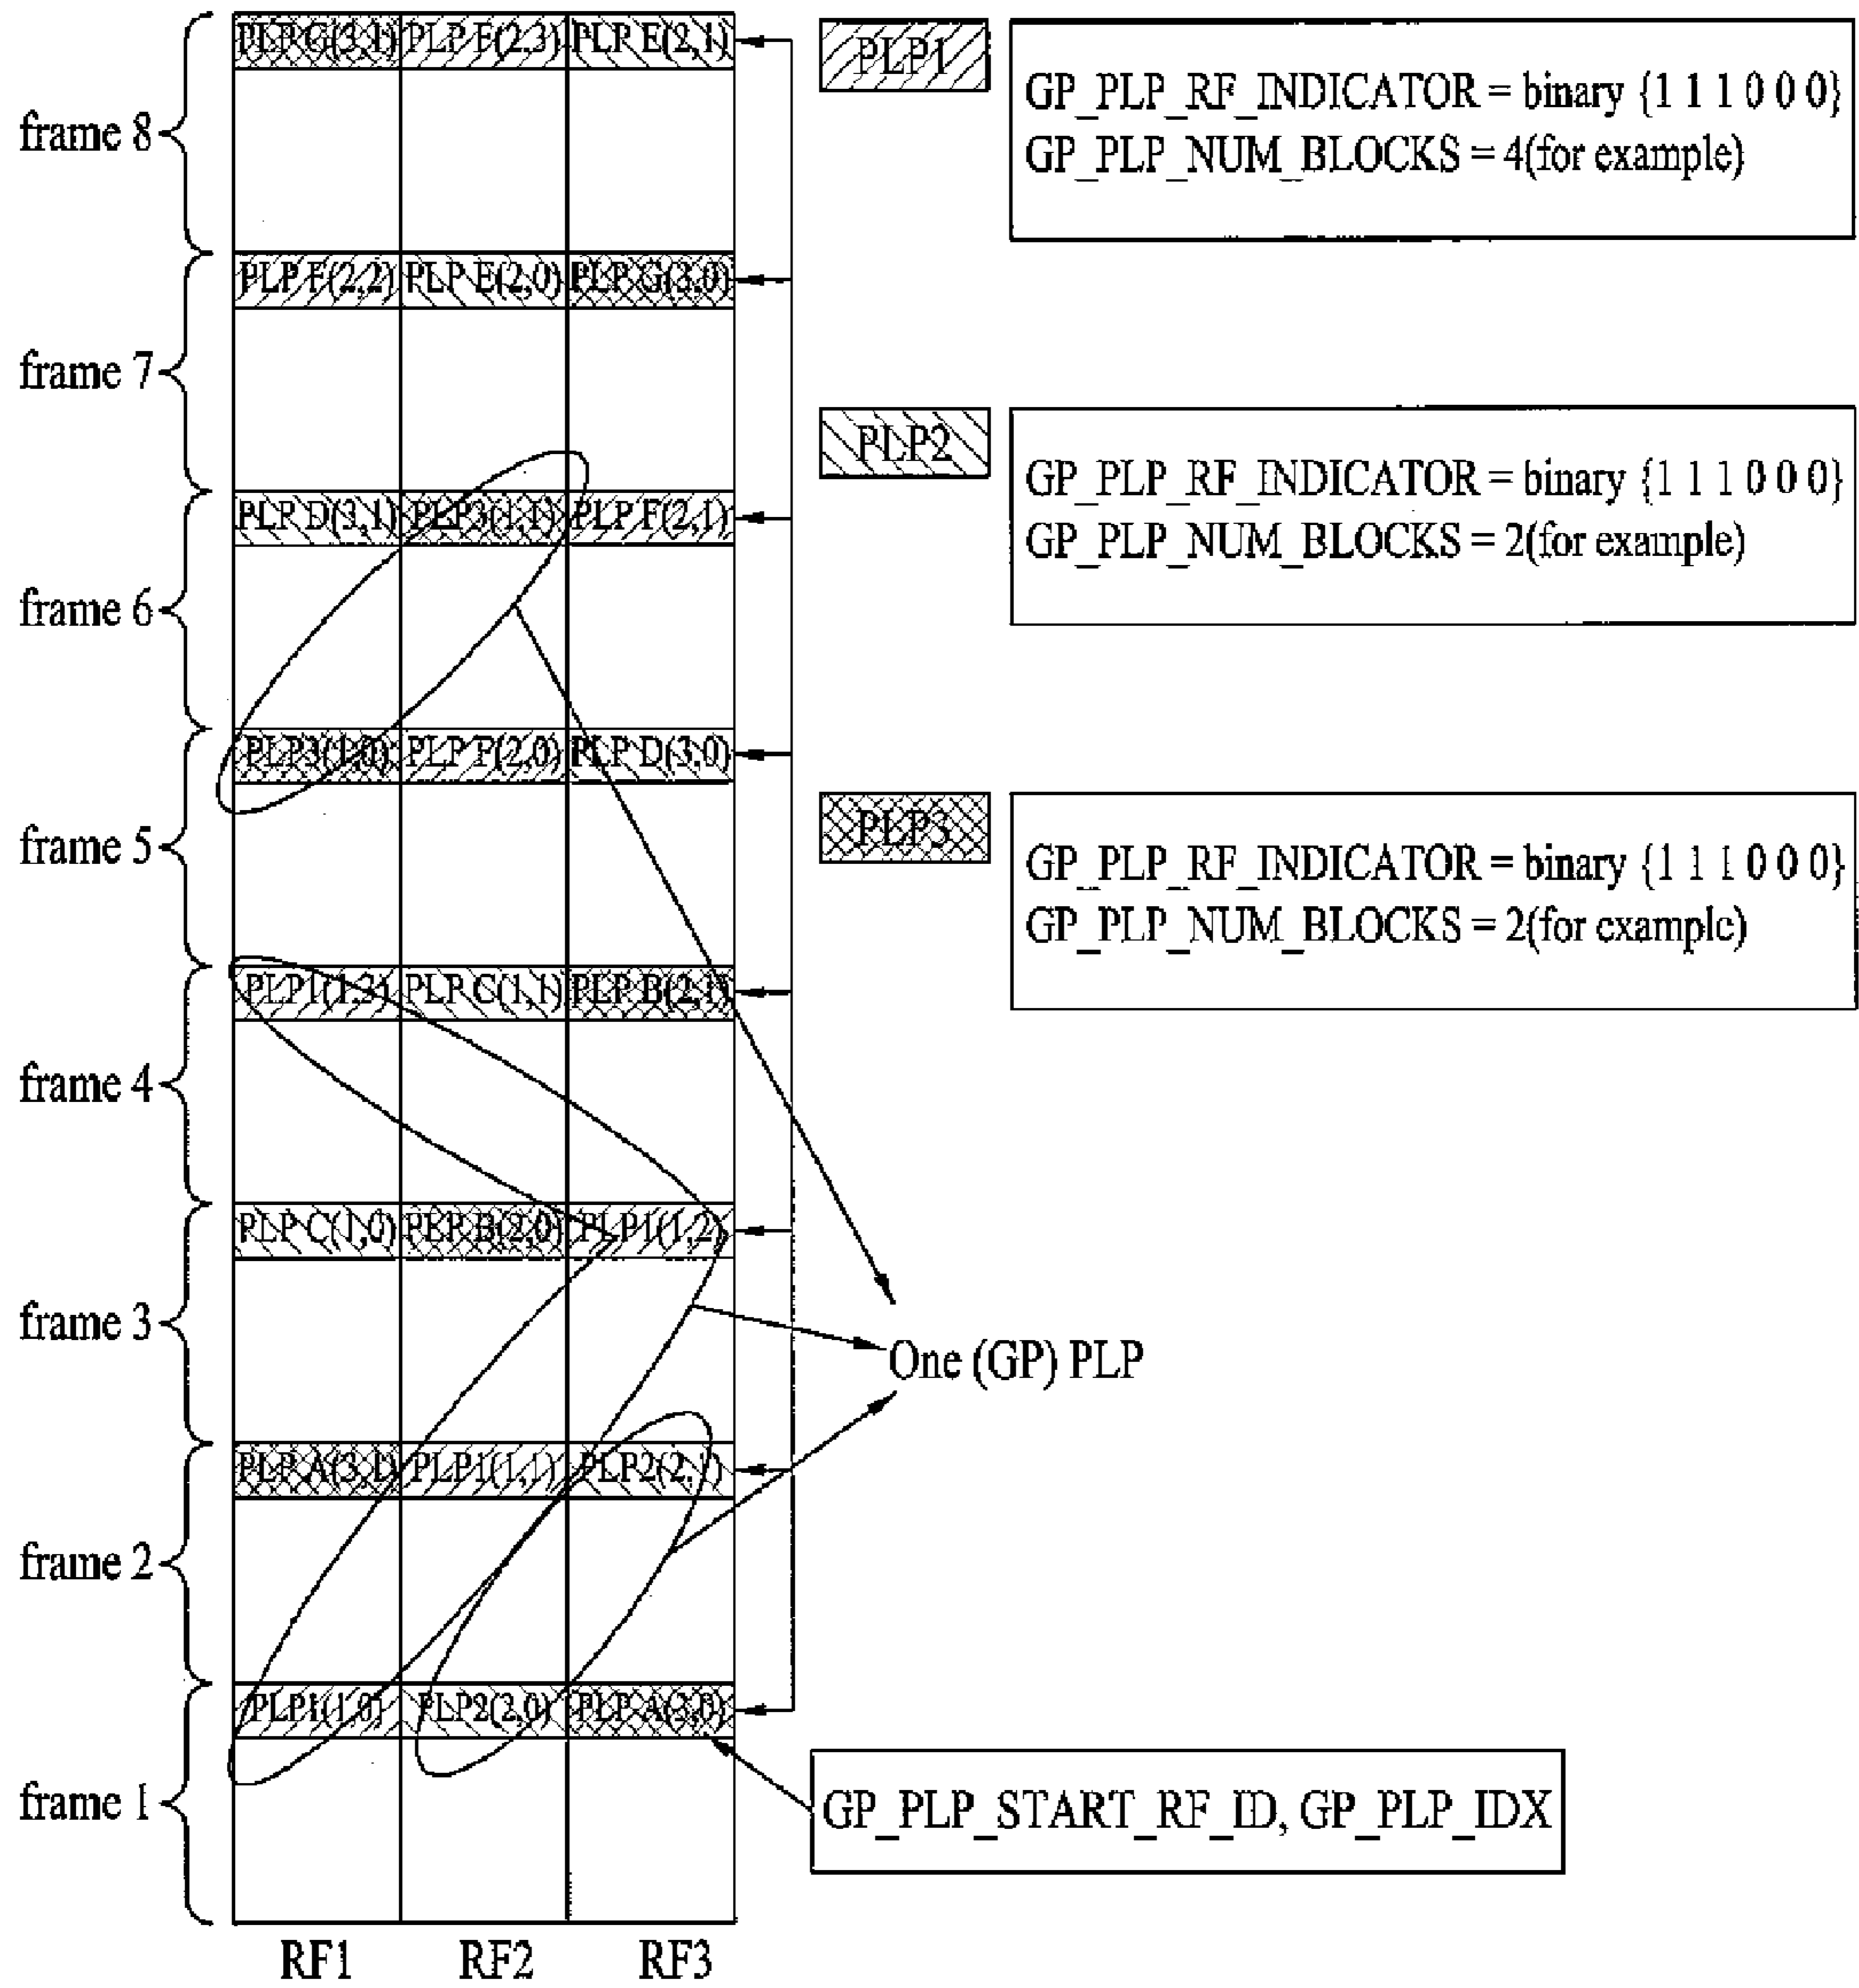 PLP G(3,1) PLP F(2,3) PLP E(2,1)
frame 8
PLP F(2,2) PLP E(2,0) PLP G(3,0)
frame 7
PLP D(3,1) PLP3(1,1) PLP F(2,1)
frame 6
PLP3(1,0) PLP F(2,0) PLP D(3,0)
frame 5
PLP1(1,3) PLP C(1,1) PLP B(2,1)
frame 4
PLP C(1,0) PLP B(2,0) PLP1(1,2)
frame 3
PLP A(3,1) PLP1(1,1) PLP2(2,1)
frame 2
PLP1(1,0) PLP2(2,0) PLP A(3,0)
frame 1
RF1 RF2 RF3
PLP1
GP_PLP_RF_INDICATOR = binary {1 1 1 0 0 0}
GP_PLP_NUM_BLOCKS = 4(for example)
PLP2
GP_PLP_RF_INDICATOR = binary {1 1 1 0 0 0}
GP_PLP_NUM_BLOCKS = 2(for example)
PLP3
GP_PLP_RF_INDICATOR = binary {1 1 1 0 0 0}
GP_PLP_NUM_BLOCKS = 2(for example)
One (GP) PLP
GP_PLP_START_RF_ID, GP_PLP_IDX